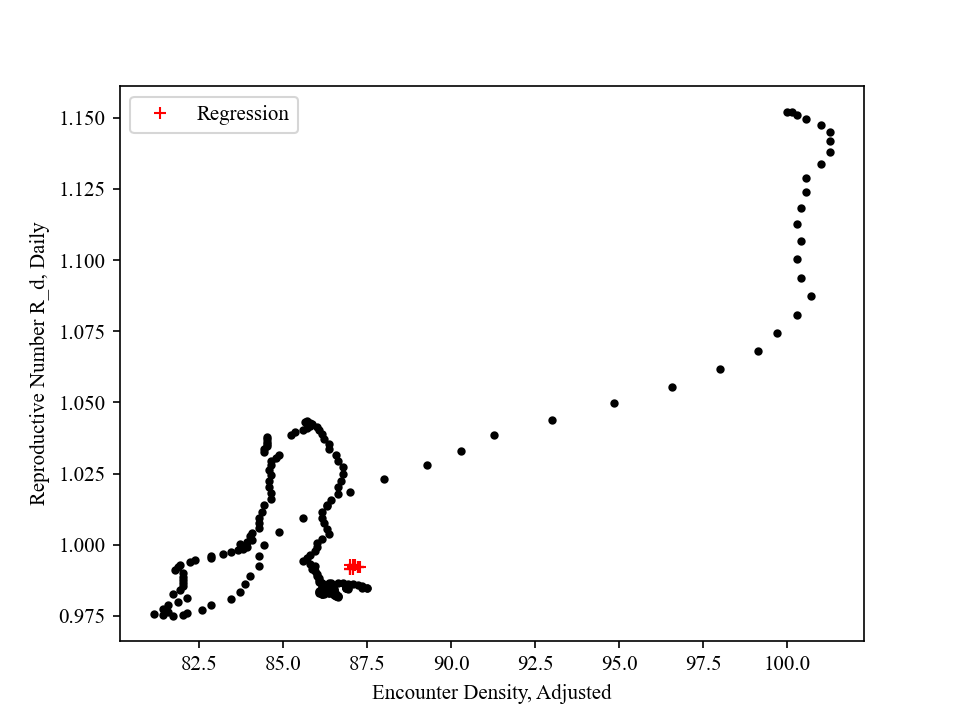 Regression
1.150
1.125
1.100
1.075
1.050
1.025
1.000
0.975
82.5 85.0 87.5 90.0 92.5 95.0 97.5 100.0
Encounter Density, Adjusted
Reproductive Number R_d, Daily